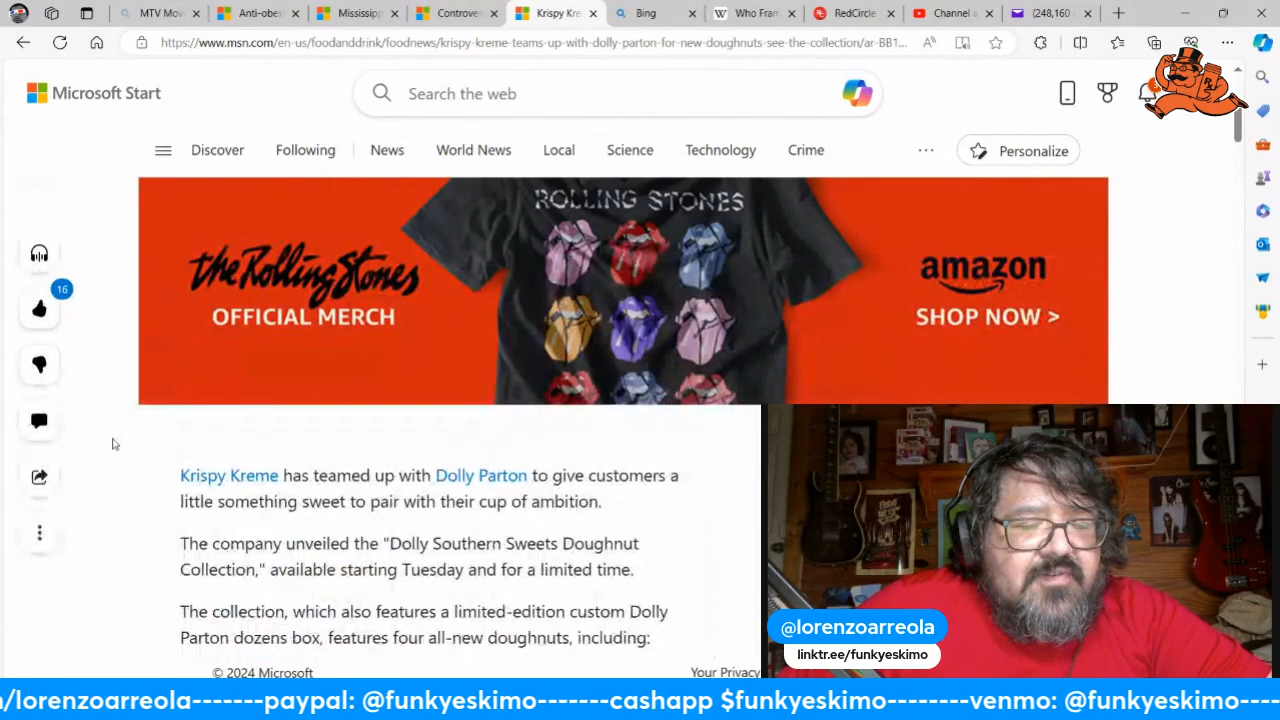 MTV Mov
Anti-obes
Mississip
Controve
Krispy Kre
Bing
Who Fram
RedCircle
Channel a
(248,160
https://www.msn.com/en-us/foodanddrink/foodnews/krispy-kreme-teams-up-with-dolly-parton-for-new-doughnuts-see-the-collection/ar-BB1...
Microsoft Start
Search the web
Discover
Following
News
World News
Local
Science
Technology
Crime
Personalize
the Rolling Stones
OFFICIAL MERCH
ROLLING STONES
amazon
SHOP NOW >
16
Krispy Kreme has teamed up with Dolly Parton to give customers a
little something sweet to pair with their cup of ambition.
The company unveiled the "Dolly Southern Sweets Doughnut
Collection," available starting Tuesday and for a limited time.
The collection, which also features a limited-edition custom Dolly
Parton dozens box, features four all-new doughnuts, including:
© 2024 Microsoft
Your Privacy
@lorenzoarreola
linktr.ee/funkyeskimo
/lorenzoarreola-------paypal: @funkyeskimo-------cashapp $funkyeskimo--------venmo: @funkyeskimo----